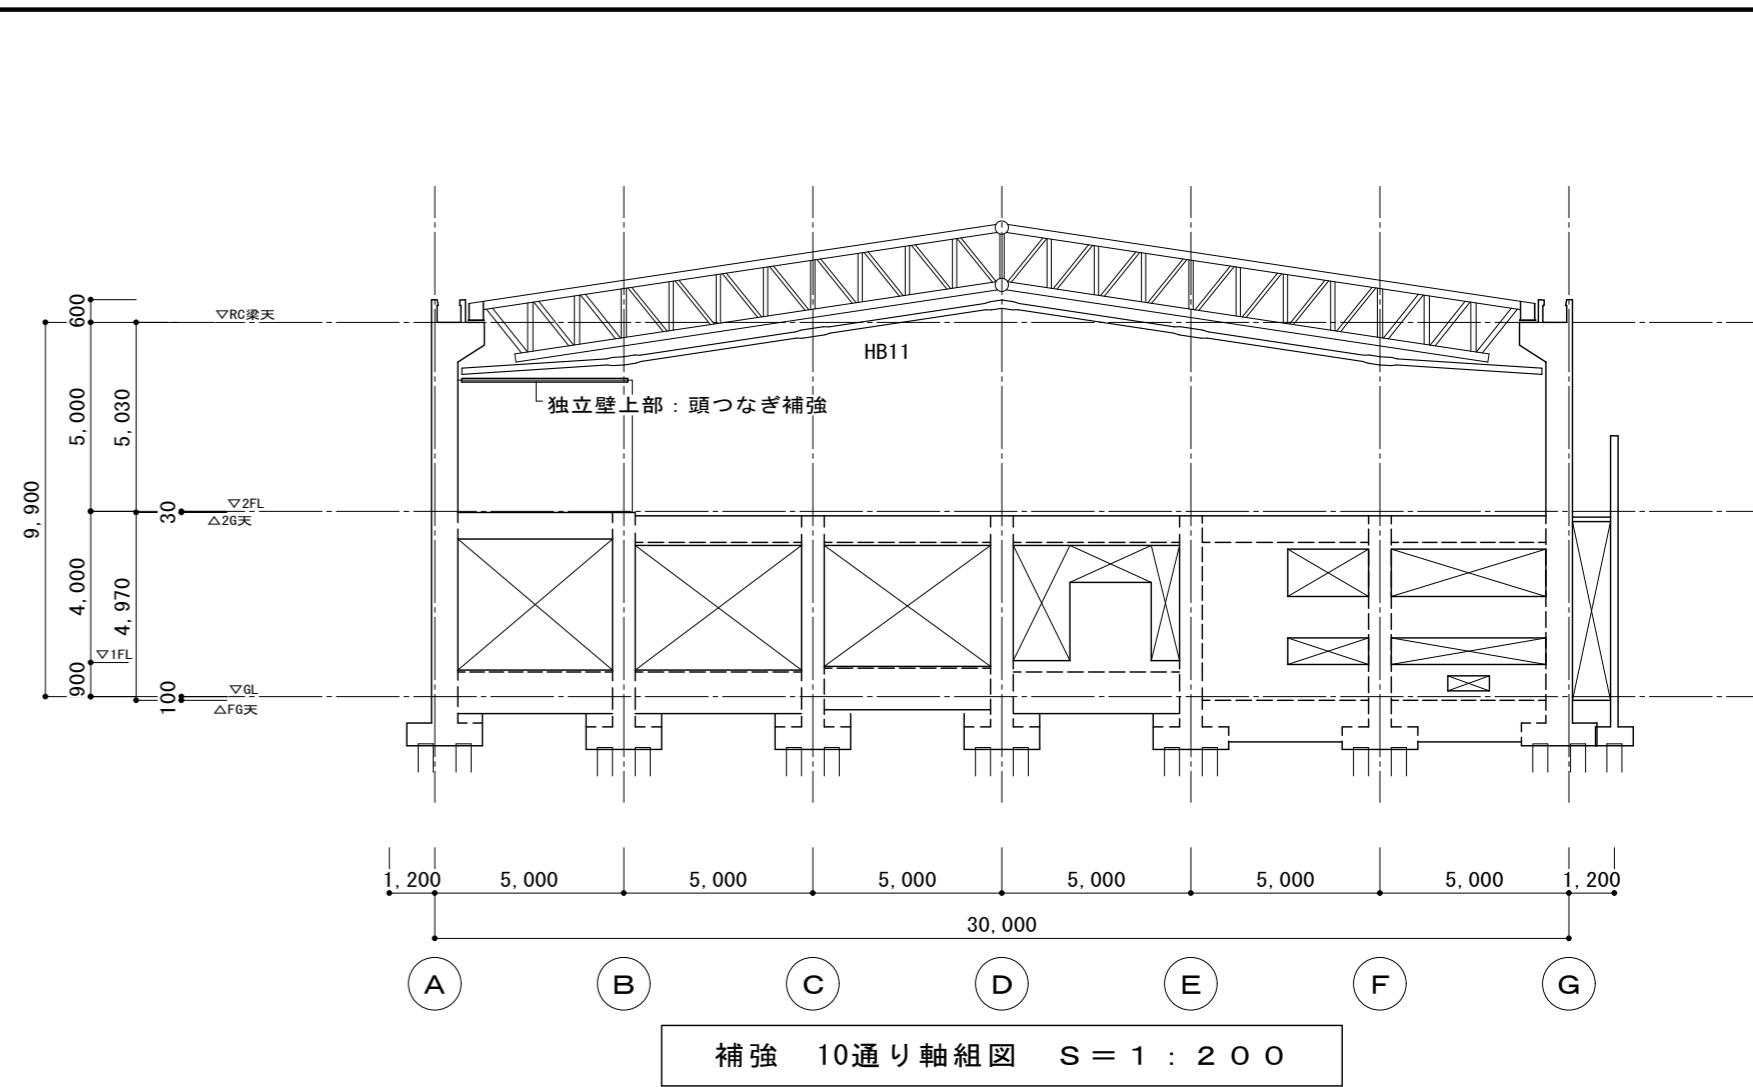 600
▽RC梁天
HB11
独立壁上部：頭つなぎ補強
5,000
5,030
9,900
30
▽2FL
△2G天
4,000
4,970
▽1FL
900
100
▽GL
△FG天
1,200 5,000 5,000 5,000 5,000 5,000 5,000 1,200
30,000
A B C D E F G
補強　10通り軸組図　Ｓ＝１：２００